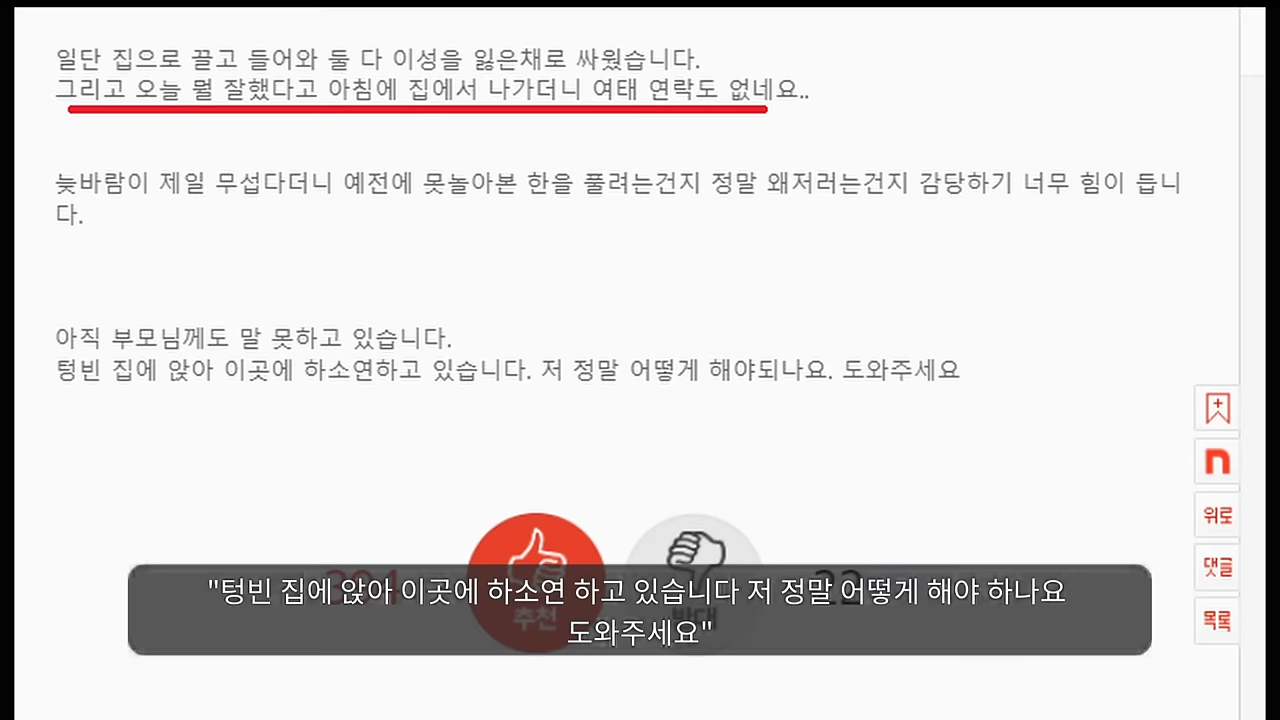 일단 집으로 끌고 들어와 둘 다 이성을 잃은채로 싸웠습니다.
그리고 오늘 뭘 잘했다고 아침에 집에서 나가더니 여태 연락도 없네요..
늦바람이 제일 무섭다더니 예전에 못놀아본 한을 풀려는건지 정말 왜저러는건지 감당하기 너무 힘이 듭니
다.
아직 부모님께도 말 못하고 있습니다.
텅빈 집에 앉아 이곳에 하소연하고 있습니다. 저 정말 어떻게 해야되나요. 도와주세요
n
위로
댓글
목록
추천
반대
22
"텅빈 집에 앉아 이곳에 하소연 하고 있습니다 저 정말 어떻게 해야 하나요
도와주세요"